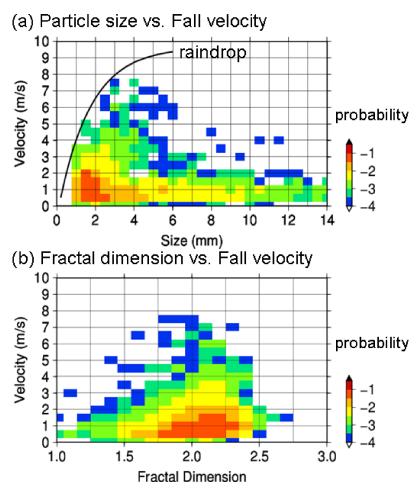 (a) Particle size vs. Fall velocity
raindrop
Velocity (m/s)
10
9
8
7
6
5
4
3
2
1
0
0 2 4 6 8 10 12 14
Size (mm)
probability
−1
−2
−3
−4
(b) Fractal dimension vs. Fall velocity
Velocity (m/s)
10
9
8
7
6
5
4
3
2
1
0
1.0 1.5 2.0 2.5 3.0
Fractal Dimension
probability
−1
−2
−3
−4